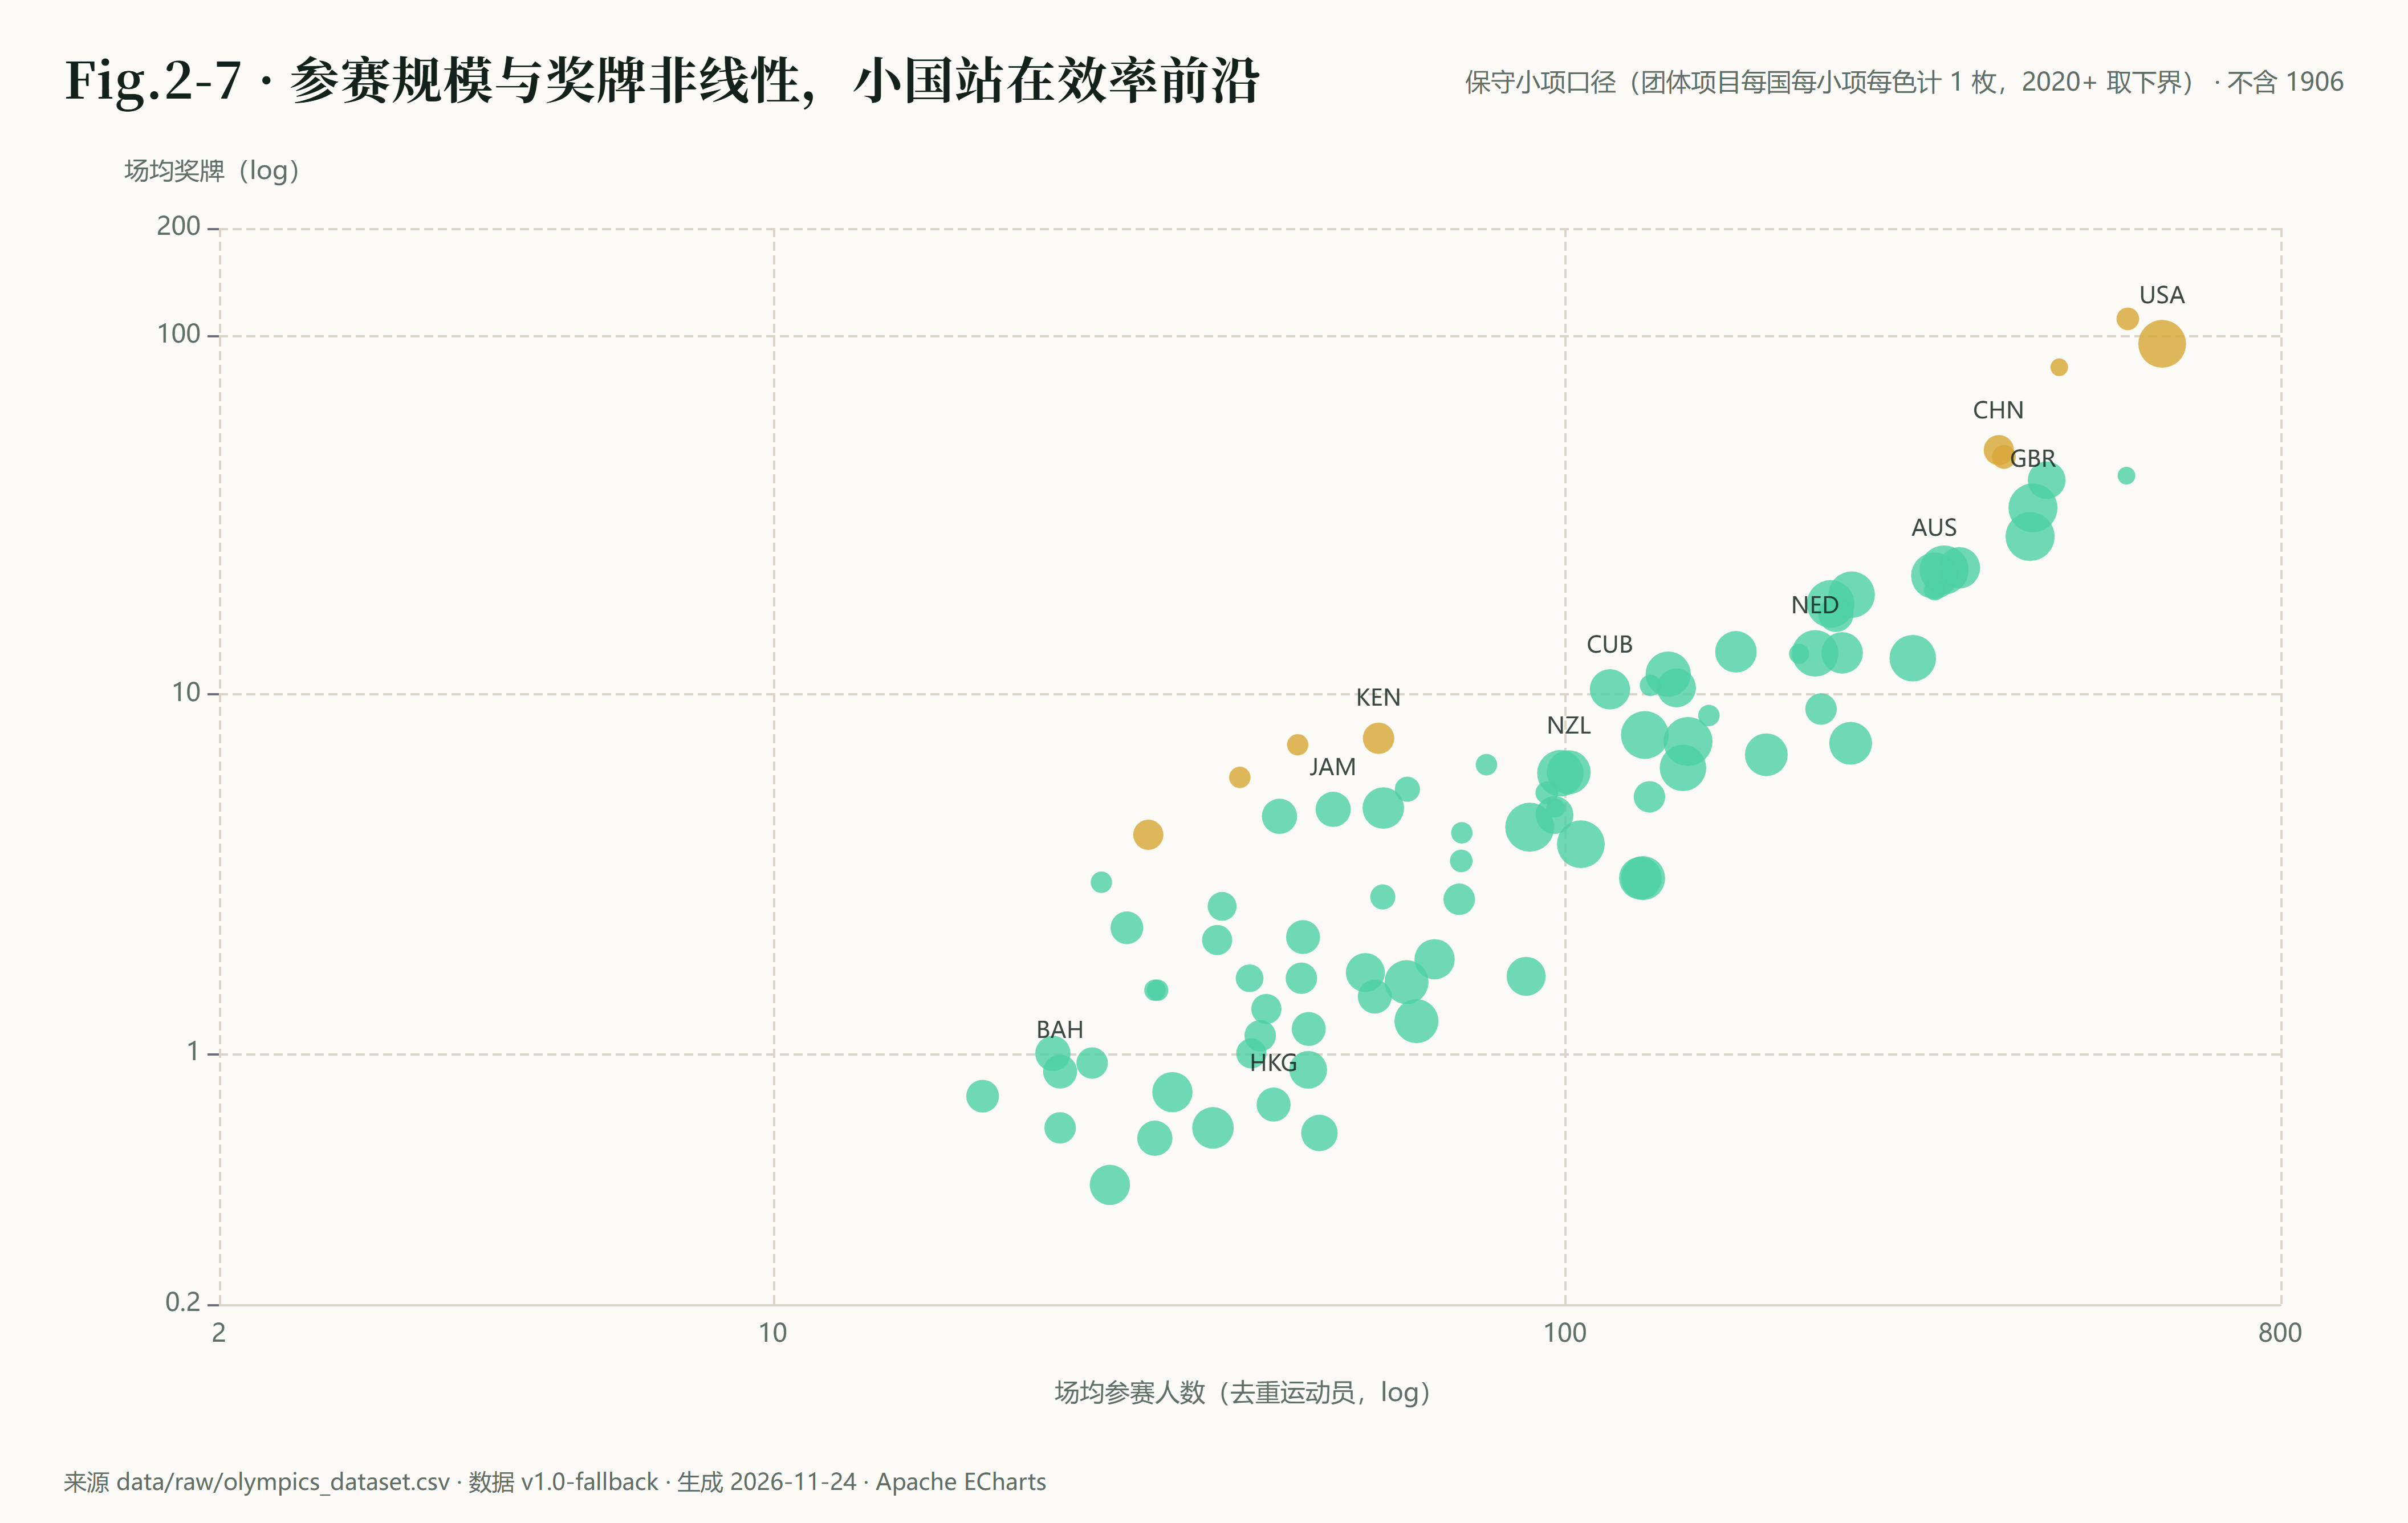 Fig.2-7 · 参赛规模与奖牌非线性，小国站在效率前沿
保守小项口径（团体项目每国每小项每色计 1 枚，2020+ 取下界） · 不含 1906
场均奖牌（log）
200
USA
100
CHN
GBR
AUS
NED
CUB
10
KEN
NZL
JAM
BAH
1
HKG
0.2
2
10
100
800
场均参赛人数（去重运动员，log）
来源 data/raw/olympics_dataset.csv · 数据 v1.0-fallback · 生成 2026-11-24 · Apache ECharts